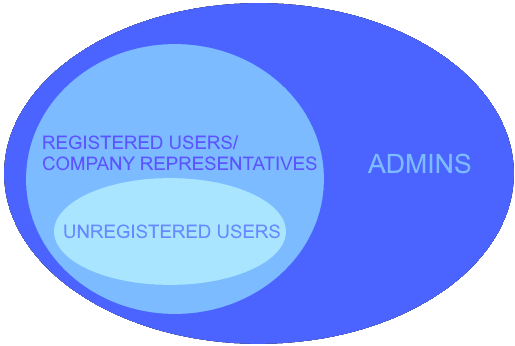 REGISTERED USERS/
COMPANY REPRESENTATIVES
ADMINS
UNREGISTERED USERS